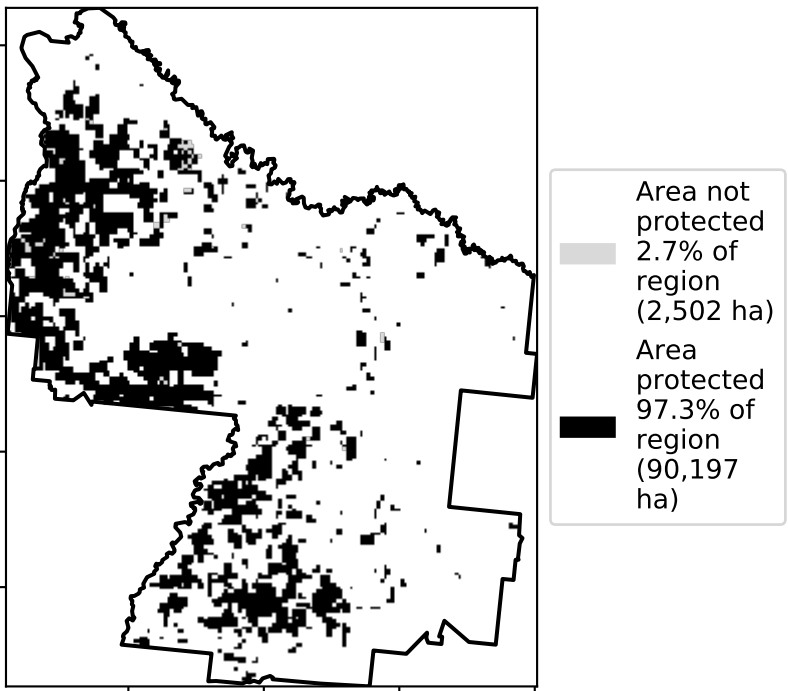 Area not
protected
2.7% of
region
(2,502 ha)
Area
protected
97.3% of
region
(90,197
ha)